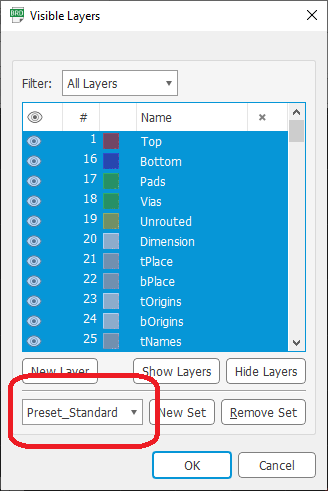 BRD Visible Layers
Filter: All Layers
# Name ×
1 Top
16 Bottom
17 Pads
18 Vias
19 Unrouted
20 Dimension
21 tPlace
22 bPlace
23 tOrigins
24 bOrigins
25 tNames
New Layer Show Layers Hide Layers
Preset_Standard New Set Remove Set
OK Cancel